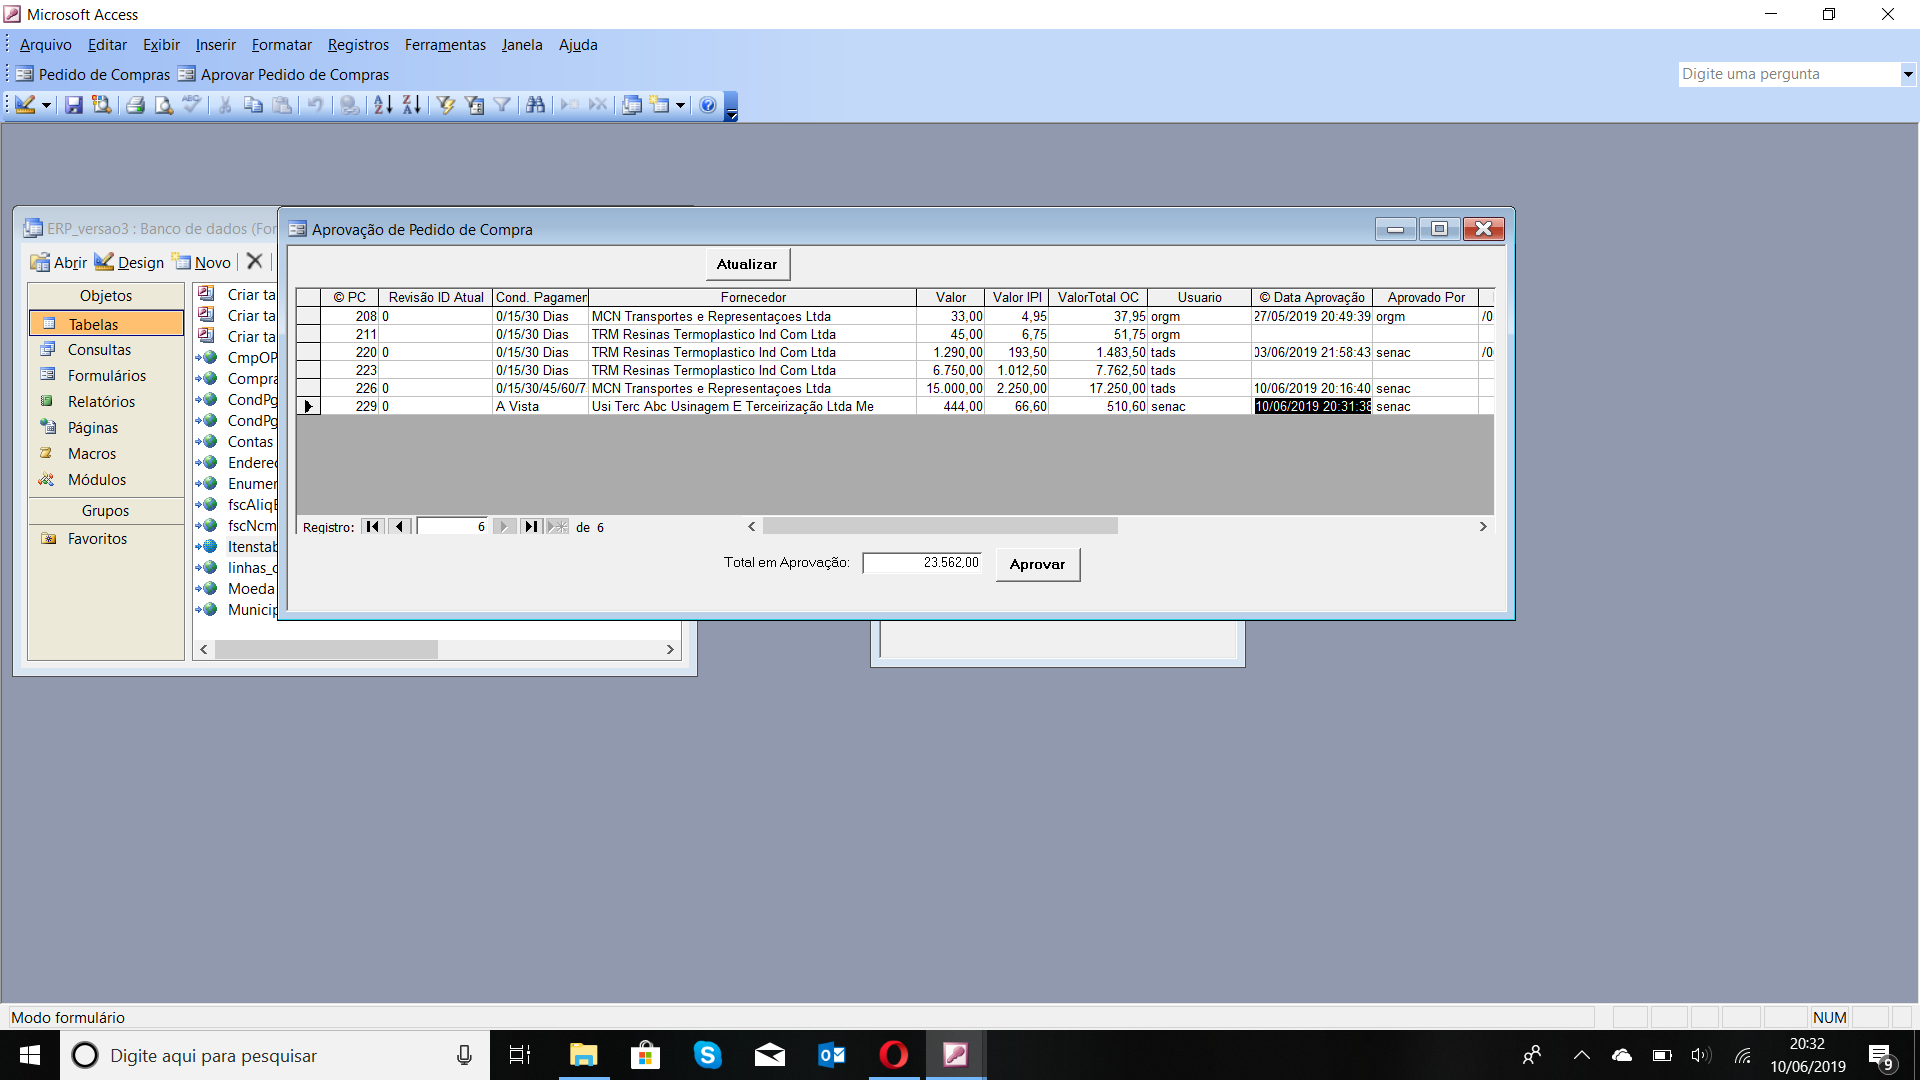 Microsoft Access
Arquivo Editar Exibir Inserir Formatar Registros Ferramentas Janela Ajuda
Pedido de Compras Aprovar Pedido de Compras
Digite uma pergunta
ERP_versao3 : Banco de dados (For
Abrir Design Novo
Objetos
Tabelas
Consultas
Formulários
Relatórios
Páginas
Macros
Módulos
Grupos
Favoritos
Criar ta
Criar ta
Criar ta
CmpOP
Compra
CondPg
CondPg
Contas
Enderec
Enumer
fscAliqE
fscNcm
Itenstab
linhas_c
Moeda
Municip
Aprovação de Pedido de Compra
Atualizar
© PC Revisão ID Atual Cond. Pagamen Fornecedor Valor Valor IPI ValorTotal OC Usuario © Data Aprovação Aprovado Por
208 0 0/15/30 Dias MCN Transportes e Representaçoes Ltda 33,00 4,95 37,95 orgm 27/05/2019 20:49:39 orgm /0
211 0/15/30 Dias TRM Resinas Termoplastico Ind Com Ltda 45,00 6,75 51,75 orgm
220 0 0/15/30 Dias TRM Resinas Termoplastico Ind Com Ltda 1.290,00 193,50 1.483,50 tads 03/06/2019 21:58:43 senac /0
223 0/15/30 Dias TRM Resinas Termoplastico Ind Com Ltda 6.750,00 1.012,50 7.762,50 tads
226 0 0/15/30/45/60/7 MCN Transportes e Representaçoes Ltda 15.000,00 2.250,00 17.250,00 tads 10/06/2019 20:16:40 senac
229 0 A Vista Usi Terc Abc Usinagem E Terceirização Ltda Me 444,00 66,60 510,60 senac 10/06/2019 20:31:38 senac
Registro: 6 de 6
Total em Aprovação: 23.562,00 Aprovar
Modo formulário
NUM
Digite aqui para pesquisar
20:32
10/06/2019
9